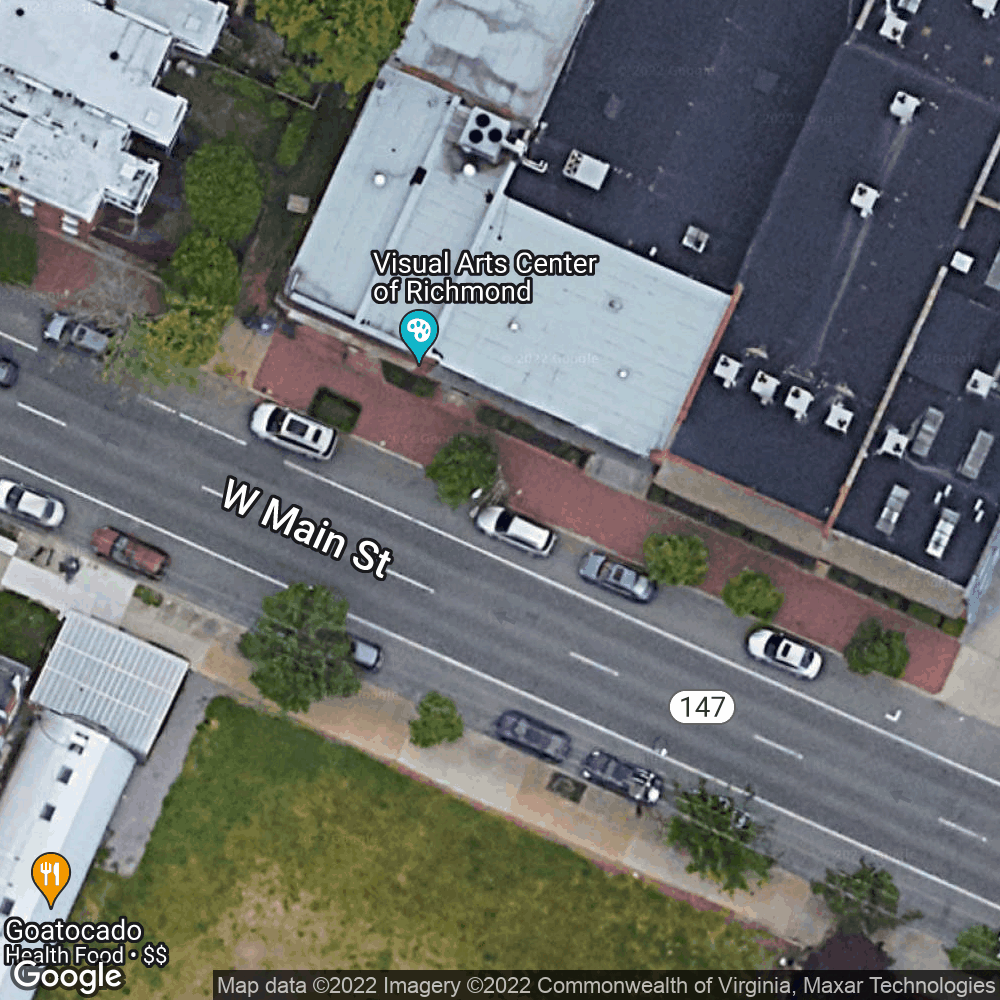 Visual Arts Center
of Richmond
W Main St
147
Goatocado
Health Food • $$
Google
Map data ©2022 Imagery ©2022 Commonwealth of Virginia, Maxar Technologies